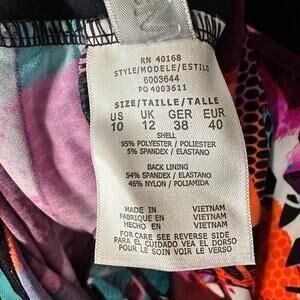 RN 40168
STYLE/MODELE/ESTILO
6003644
PO 4003611
SIZE/TAILLE/TALLE
US UK GER EUR
10 12 38 40
SHELL
95% POLYESTER / POLIESTER
5% SPANDEX / ELASTANO
BACK LINING
54% SPANDEX / ELASTANO
46% NYLON / POLIAMIDA
MADE IN VIETNAM
FABRIQUE EN VIETNAM
HECHO EN VIETNAM
FOR CARE SEE REVERSE SIDE
PARA EL CUIDADO VEA EL DORSO
POUR LE SOIN VOIR LE VERSO